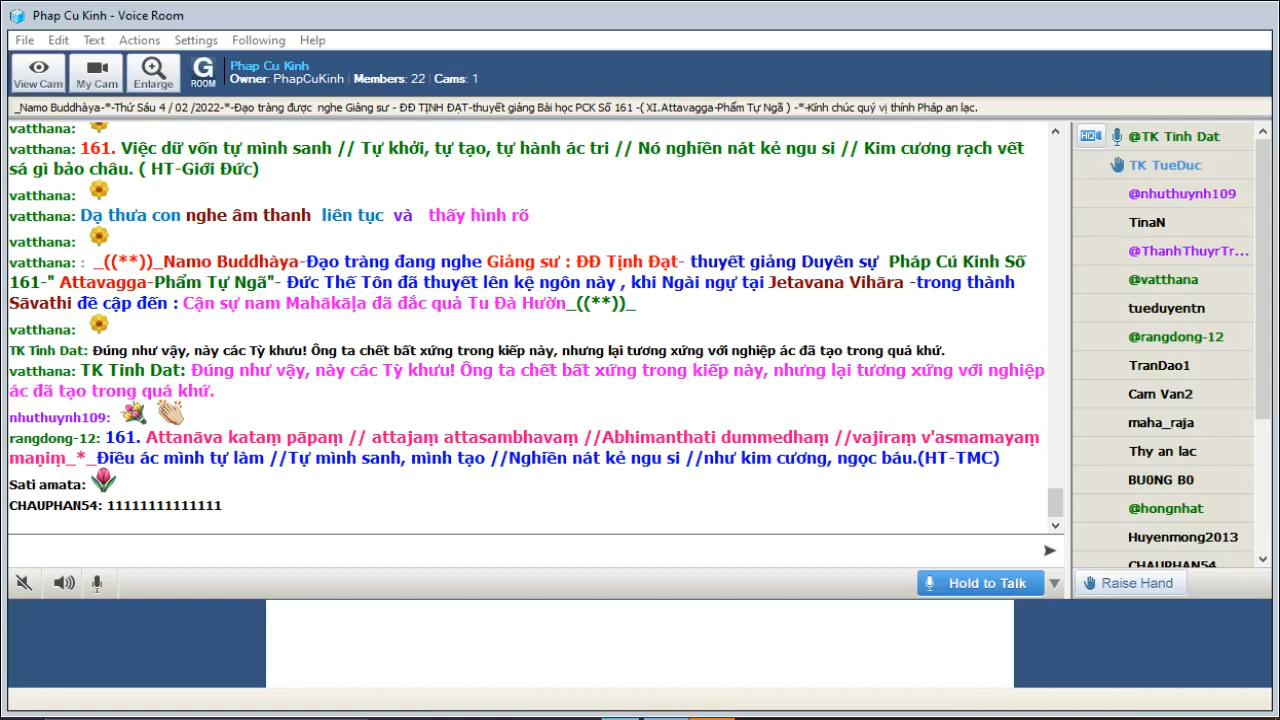 Phap Cu Kinh - Voice Room
File Edit Text Actions Settings Following Help
View Cam My Cam Enlarge G ROOM
Phap Cu Kinh
Owner: PhapCuKinh | Members: 22 | Cams: 1
_Namo Buddhàya-*-Thứ Sáu 4 / 02 /2022-*-Đạo tràng được nghe Giảng sư - ĐĐ TỊNH ĐẠT-thuyết giảng Bài học PCK Số 161 -( XI.Attavagga-Phẩm Tự Ngã ) -*-Kính chúc quý vị thính Pháp an lạc.
vatthana:
vatthana: 161. Việc dữ vốn tự mình sanh // Tự khởi, tự tạo, tự hành ác tri // Nó nghiền nát kẻ ngu si // Kim cương rạch vết
sá gì bảo châu. ( HT-Giới Đức)
vatthana:
vatthana: Dạ thưa con nghe âm thanh liên tục và thấy hình rõ
vatthana:
vatthana: : _((**))_Namo Buddhàya-Đạo tràng đang nghe Giảng sư : ĐĐ Tịnh Đạt- thuyết giảng Duyên sự Pháp Cú Kinh Số
161-" Attavagga-Phẩm Tự Ngã"- Đức Thế Tôn đã thuyết lên kệ ngôn này , khi Ngài ngự tại Jetavana Vihāra -trong thành
Sāvathi đề cập đến : Cận sự nam Mahākāḷa đã đắc quả Tu Đà Hườn_((**))_
vatthana:
TK Tinh Dat: Đúng như vậy, này các Tỳ khưu! Ông ta chết bất xứng trong kiếp này, nhưng lại tương xứng với nghiệp ác đã tạo trong quá khứ.
vatthana: TK Tinh Dat: Đúng như vậy, này các Tỳ khưu! Ông ta chết bất xứng trong kiếp này, nhưng lại tương xứng với nghiệp
ác đã tạo trong quá khứ.
nhuthuynh109:
rangdong-12: 161. Attanāva kataṃ pāpaṃ // attajaṃ attasambhavaṃ //Abhimanthati dummedhaṃ //vajiraṃ v'asmamayaṃ
maṇiṃ_*_Điều ác mình tự làm //Tự mình sanh, mình tạo //Nghiền nát kẻ ngu si //như kim cương, ngọc báu.(HT-TMC)
Sati amata:
CHAUPHAN54: 11111111111111
Hold to Talk
HQ @TK Tinh Dat
TK TueDuc
@nhuthuynh109
TinaN
@ThanhThuyrTr...
@vatthana
tueduyentn
@rangdong-12
TranDao1
Cam Van2
maha_raja
Thy an lac
BU0NG B0
@hongnhat
Huyenmong2013
CHAUPHAN54
Raise Hand